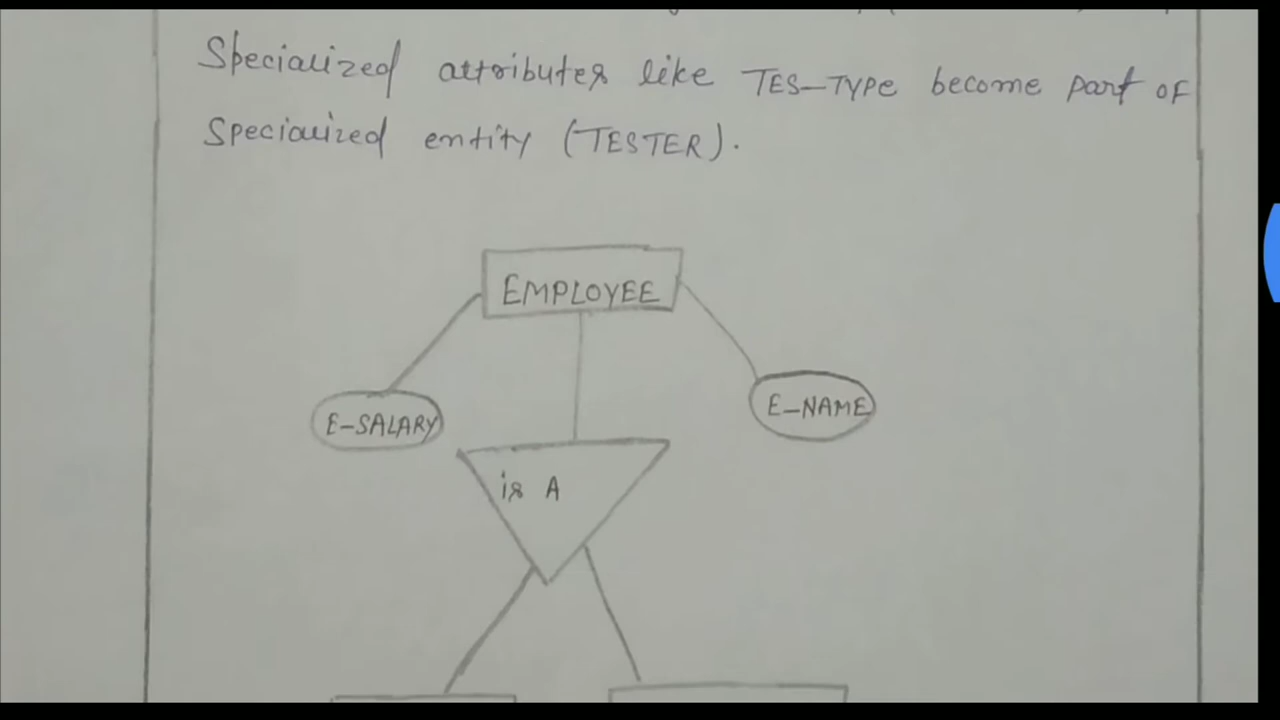 Specialized attributes like TES-TYPE become part of
Specialized entity (TESTER).
EMPLOYEE
E-SALARY
E-NAME
is A